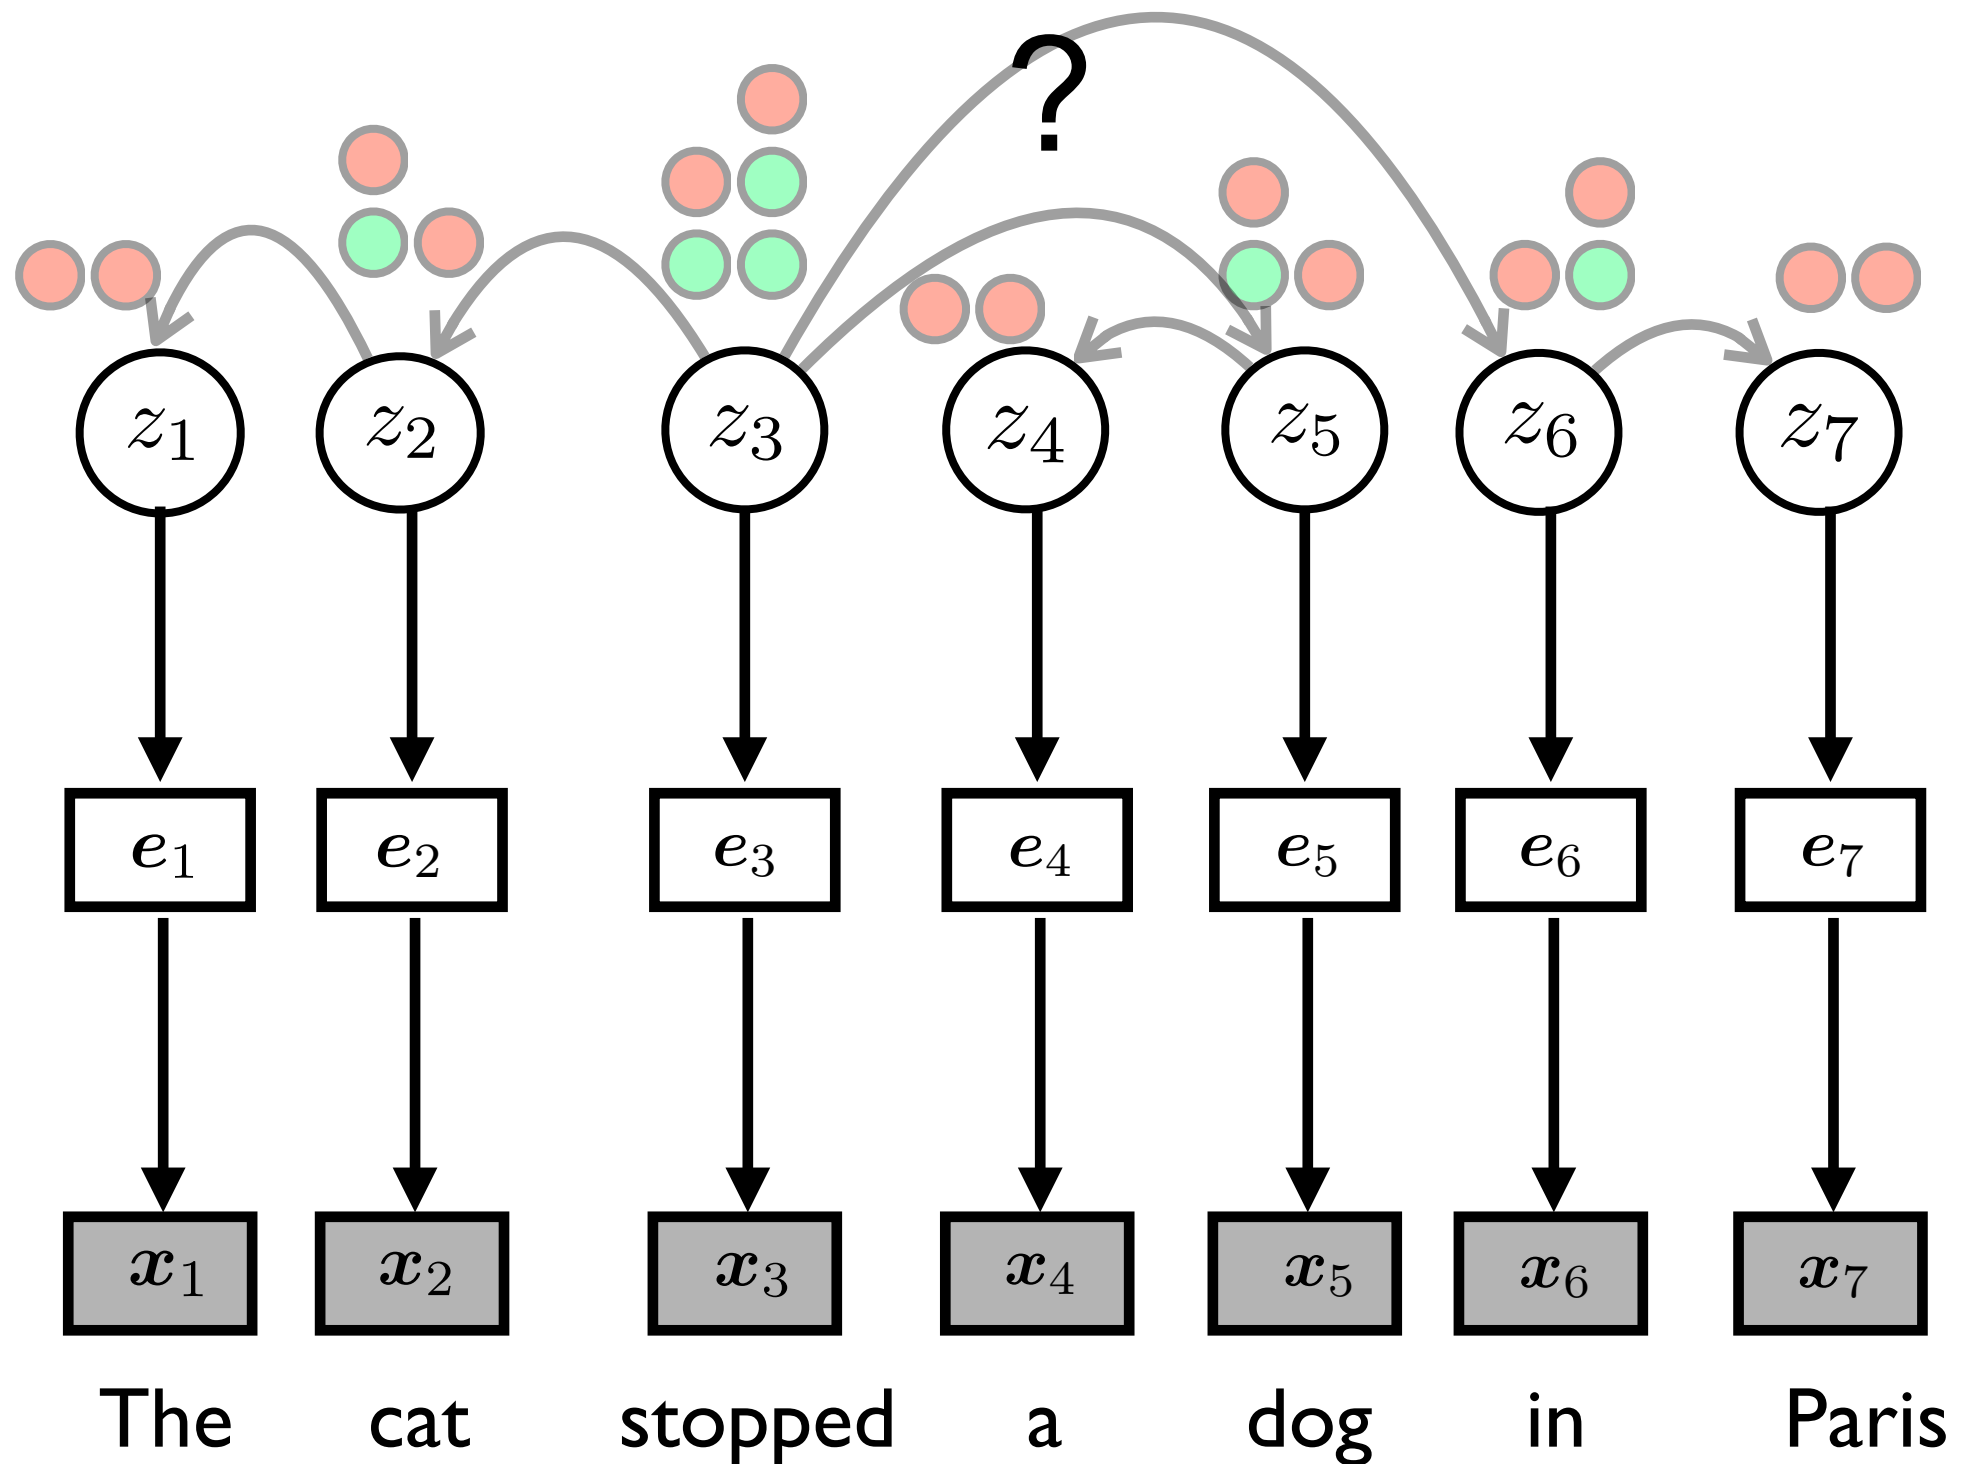 ?
z₁ z₂ z₃ z₄ z₅ z₆ z₇
e₁ e₂ e₃ e₄ e₅ e₆ e₇
x₁ x₂ x₃ x₄ x₅ x₆ x₇
The cat stopped a dog in Paris